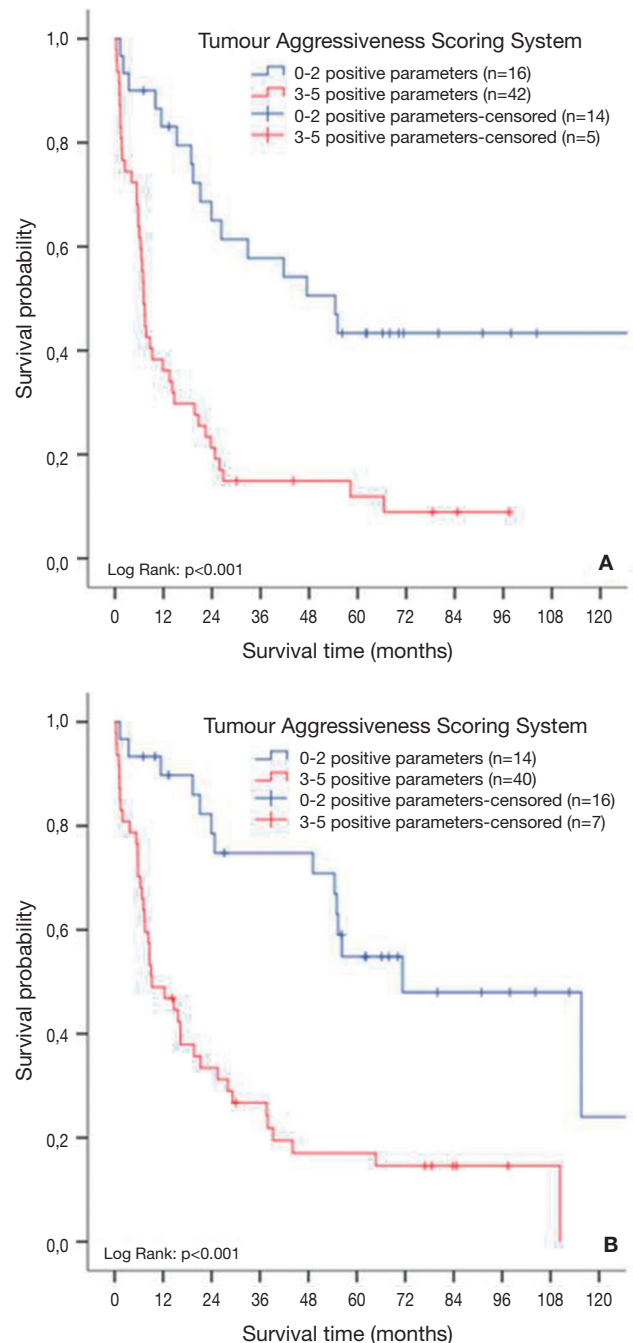 Tumour Aggressiveness Scoring System
0-2 positive parameters (n=16)
3-5 positive parameters (n=42)
0-2 positive parameters-censored (n=14)
3-5 positive parameters-censored (n=5)
1,0
0,8
0,6
0,4
0,2
0,0
Survival probability
Log Rank: p<0.001
A
0 12 24 36 48 60 72 84 96 108 120
Survival time (months)
Tumour Aggressiveness Scoring System
0-2 positive parameters (n=14)
3-5 positive parameters (n=40)
0-2 positive parameters-censored (n=16)
3-5 positive parameters-censored (n=7)
1,0
0,8
0,6
0,4
0,2
0,0
Survival probability
Log Rank: p<0.001
B
0 12 24 36 48 60 72 84 96 108 120
Survival time (months)